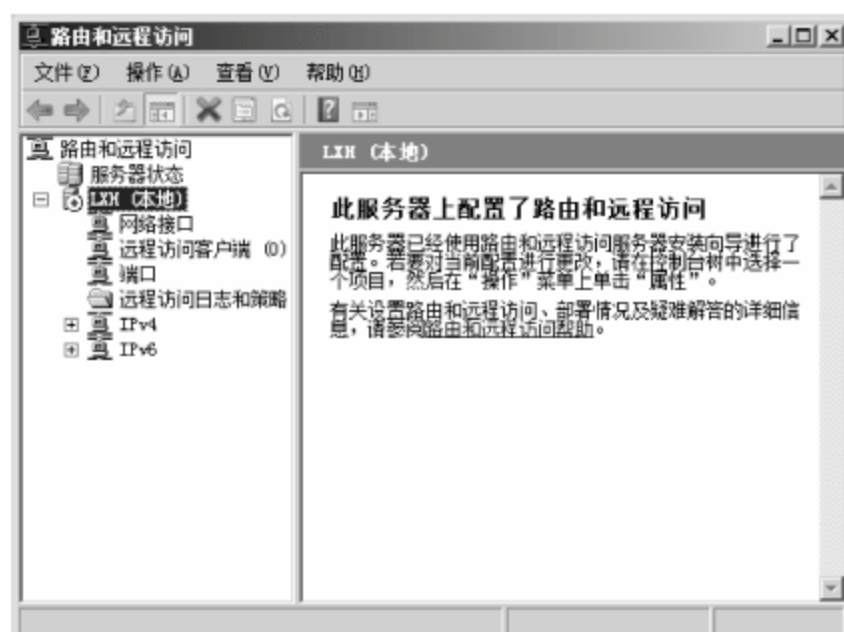 路由和远程访问
文件(F) 操作(A) 查看(V) 帮助(H)
路由和远程访问
服务器状态
LXH (本地)
网络接口
远程访问客户端 (0)
端口
远程访问日志和策略
IPv4
IPv6
LXH (本地)
此服务器上配置了路由和远程访问
此服务器已经使用路由和远程访问服务器安装向导进行了
配置。若要对当前配置进行更改，请在控制台树中选择一
个项目，然后在“操作”菜单上单击“属性”。
有关设置路由和远程访问、部署情况及疑难解答的详细信
息，请参阅路由和远程访问帮助。